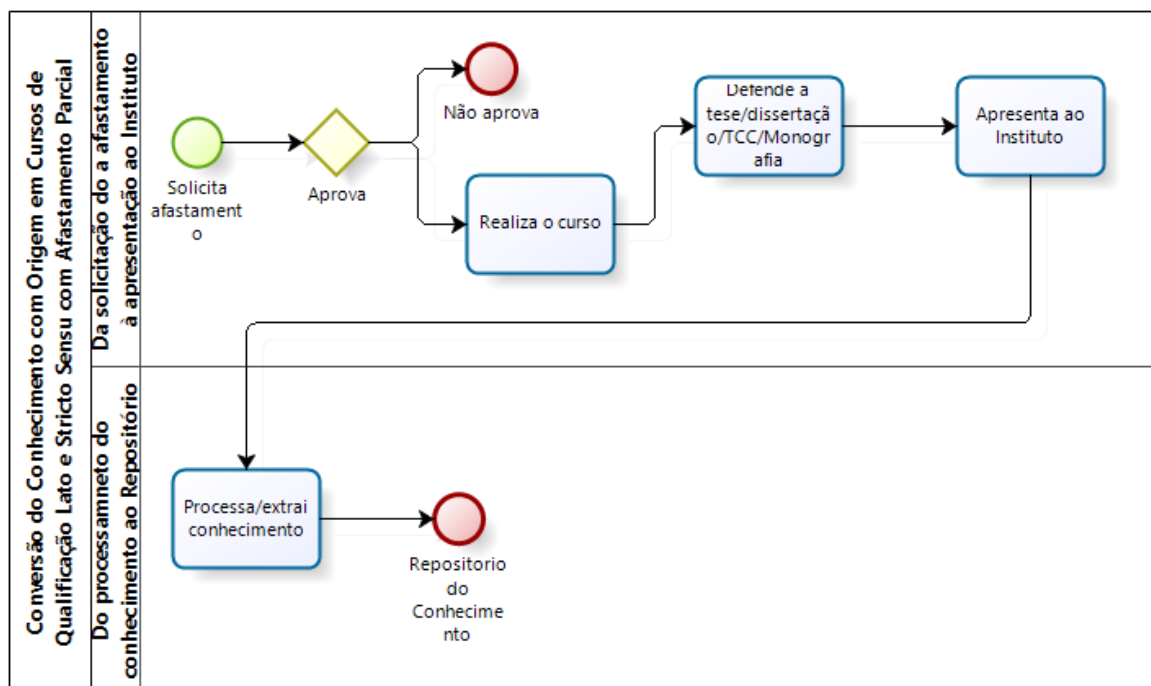 Conversão do Conhecimento com Origem em Cursos de
Qualificação Lato e Stricto Sensu com Afastamento Parcial
Da solicitação do a afastamento
à apresentação ao Instituto
Solicita
afastament
o
Aprova
Não aprova
Realiza o curso
Defende a
tese/dissertaçã
o/TCC/Monogr
afia
Apresenta ao
Instituto
Do processamneto do
conhecimento ao Repositório
Processa/extrai
conhecimento
Repositorio
do
Conhecime
nto